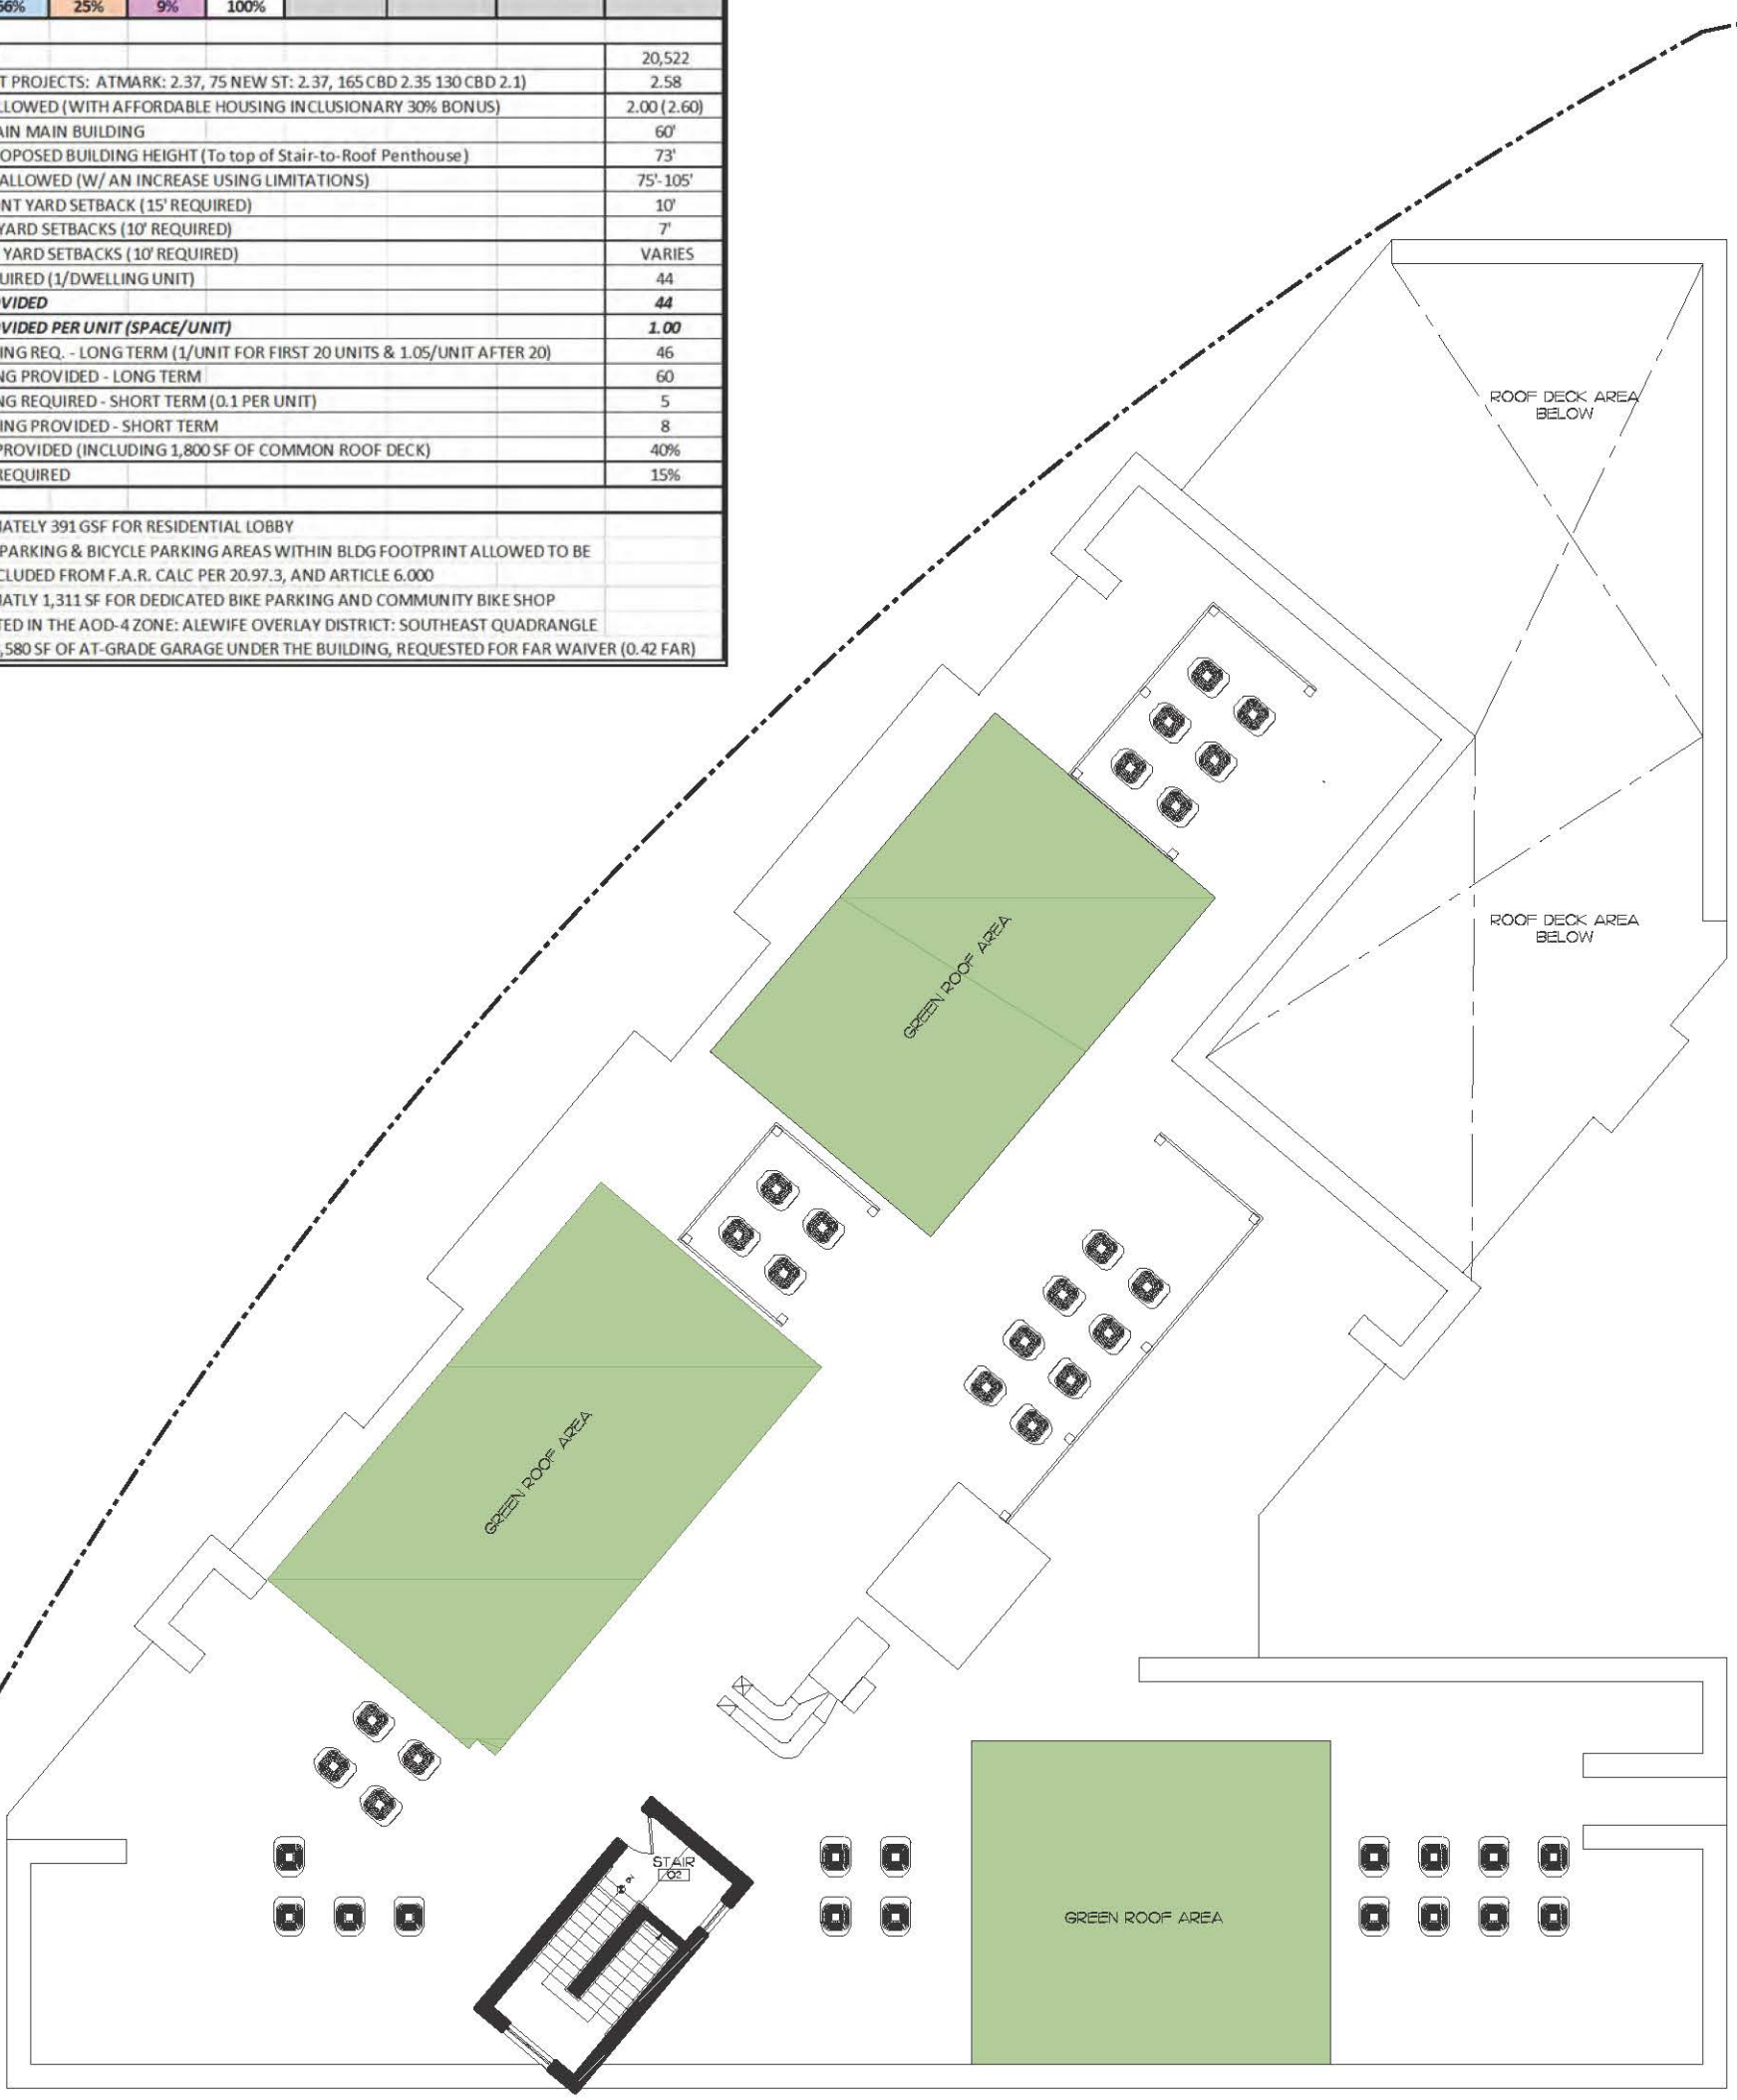 56% 25% 9% 100%
20,522
T PROJECTS: ATMARK: 2.37, 75 NEW ST: 2.37, 165 CBD 2.35 130 CBD 2.1) 2.58
LLOWED (WITH AFFORDABLE HOUSING INCLUSIONARY 30% BONUS) 2.00 (2.60)
AIN MAIN BUILDING 60'
OPOSED BUILDING HEIGHT (To top of Stair-to-Roof Penthouse) 73'
ALLOWED (W/ AN INCREASE USING LIMITATIONS) 75'-105'
NT YARD SETBACK (15' REQUIRED) 10'
YARD SETBACKS (10' REQUIRED) 7'
YARD SETBACKS (10' REQUIRED) VARIES
UIRED (1/DWELLING UNIT) 44
VIDED 44
VIDED PER UNIT (SPACE/UNIT) 1.00
ING REQ. - LONG TERM (1/UNIT FOR FIRST 20 UNITS & 1.05/UNIT AFTER 20) 46
NG PROVIDED - LONG TERM 60
NG REQUIRED - SHORT TERM (0.1 PER UNIT) 5
ING PROVIDED - SHORT TERM 8
PROVIDED (INCLUDING 1,800 SF OF COMMON ROOF DECK) 40%
REQUIRED 15%
ATELY 391 GSF FOR RESIDENTIAL LOBBY
PARKING & BICYCLE PARKING AREAS WITHIN BLDG FOOTPRINT ALLOWED TO BE
CLUDED FROM F.A.R. CALC PER 20.97.3, AND ARTICLE 6.000
ATLY 1,311 SF FOR DEDICATED BIKE PARKING AND COMMUNITY BIKE SHOP
TED IN THE AOD-4 ZONE: ALEWIFE OVERLAY DISTRICT: SOUTHEAST QUADRANGLE
,580 SF OF AT-GRADE GARAGE UNDER THE BUILDING, REQUESTED FOR FAR WAIVER (0.42 FAR)
ROOF DECK AREA
BELOW
ROOF DECK AREA
BELOW
GREEN ROOF AREA
GREEN ROOF AREA
STAIR
02
GREEN ROOF AREA